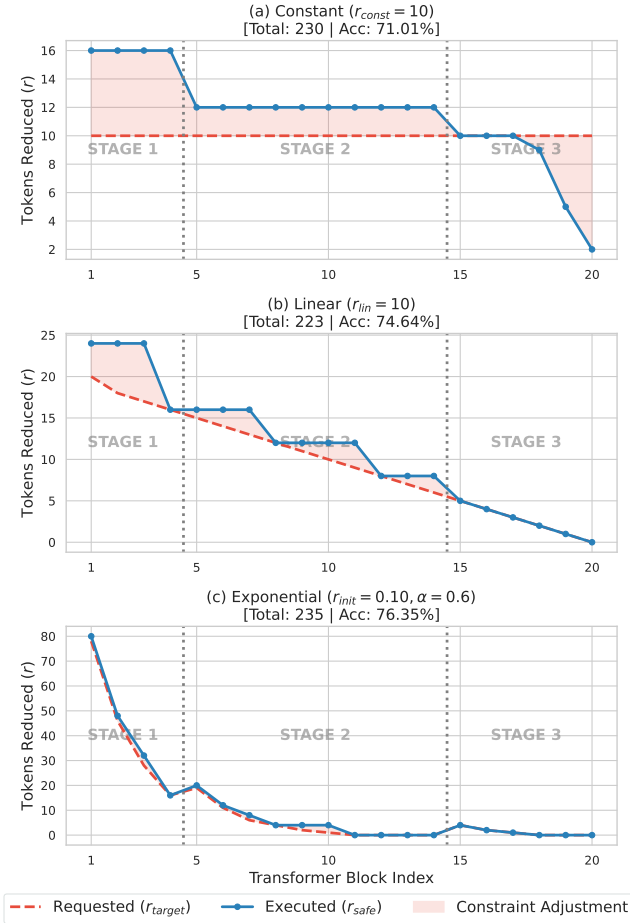 (a) Constant (r_const = 10)
[Total: 230 | Acc: 71.01%]
Tokens Reduced (r)
16
14
12
10
8
6
4
2
STAGE 1
STAGE 2
STAGE 3
1
5
10
15
20
(b) Linear (r_lin = 10)
[Total: 223 | Acc: 74.64%]
Tokens Reduced (r)
25
20
15
10
5
0
STAGE 1
STAGE 2
STAGE 3
1
5
10
15
20
(c) Exponential (r_init = 0.10, α = 0.6)
[Total: 235 | Acc: 76.35%]
Tokens Reduced (r)
80
70
60
50
40
30
20
10
0
STAGE 1
STAGE 2
STAGE 3
1
5
10
15
20
Transformer Block Index
Requested (r_target)
Executed (r_safe)
Constraint Adjustment